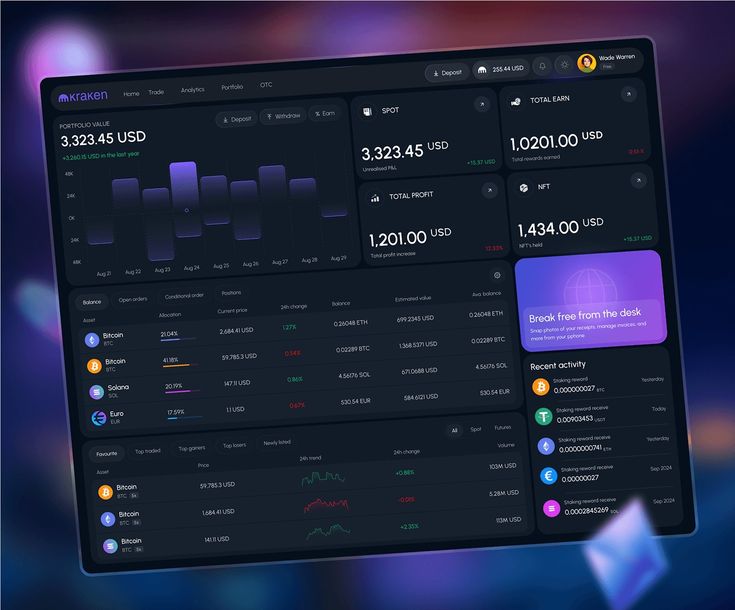 kraken
Home Trade Analytics Portfolio OTC
Deposit
255.44 USD
Wade Warren
Free
PORTFOLIO VALUE
3,323.45 USD
+3,260.15 USD in the last year
Deposit Withdraw % Earn
48K
24K
0K
24K
48K
Aug 21 Aug 22 Aug 23 Aug 24 Aug 25 Aug 26 Aug 27 Aug 28 Aug 29
SPOT
3,323.45 USD
Unrealised P&L
+15.37 USD
TOTAL EARN
1,0201.00 USD
Total rewards earned
TOTAL PROFIT
1,201.00 USD
Total profit increase
12.33%
NFT
1,434.00 USD
NFT's held
+15.37 USD
Balance Open orders Conditional order Positions
Asset Allocation Current price 24h change Balance Estimated value Ava. balance
Bitcoin
BTC
21.04% 2,684.41 USD 1.27% 0.26048 ETH 699.2345 USD 0.26048 ETH
Bitcoin
BTC
41.18% 59,785.3 USD 0.54% 0.02289 BTC 1,368.5371 USD 0.02289 BTC
Solana
SOL
20.19% 147.11 USD 0.86% 4.56176 SOL 671.0688 USD 4.56176 SOL
Euro
EUR
17.59% 1.1 USD 0.67% 530.54 EUR 584.6121 USD 530.54 EUR
Break free from the desk
Snap photos of your receipts, manage invoices, and
more from your pphone.
Favourite Top traded Top gainers Top losers Newly listed
All Spot Futures
Asset Price 24h trend 24h change Volume
Bitcoin
BTC 5x
59,785.3 USD +0.88% 103M USD
Bitcoin
BTC 5x
1,684.41 USD -0.01% 5.28M USD
Bitcoin
BTC 5x
141.11 USD +2.35% 113M USD
Recent activity
Staking reward
0.000000027 BTC
Yesterday
Staking reward receive
0.00903453 USDT
Today
Staking reward receive
0.0000000741 ETH
Yesterday
Staking reward receive
0.00000027
Sep 2024
Staking reward receive
0.0002845269 SOL
Sep 2024